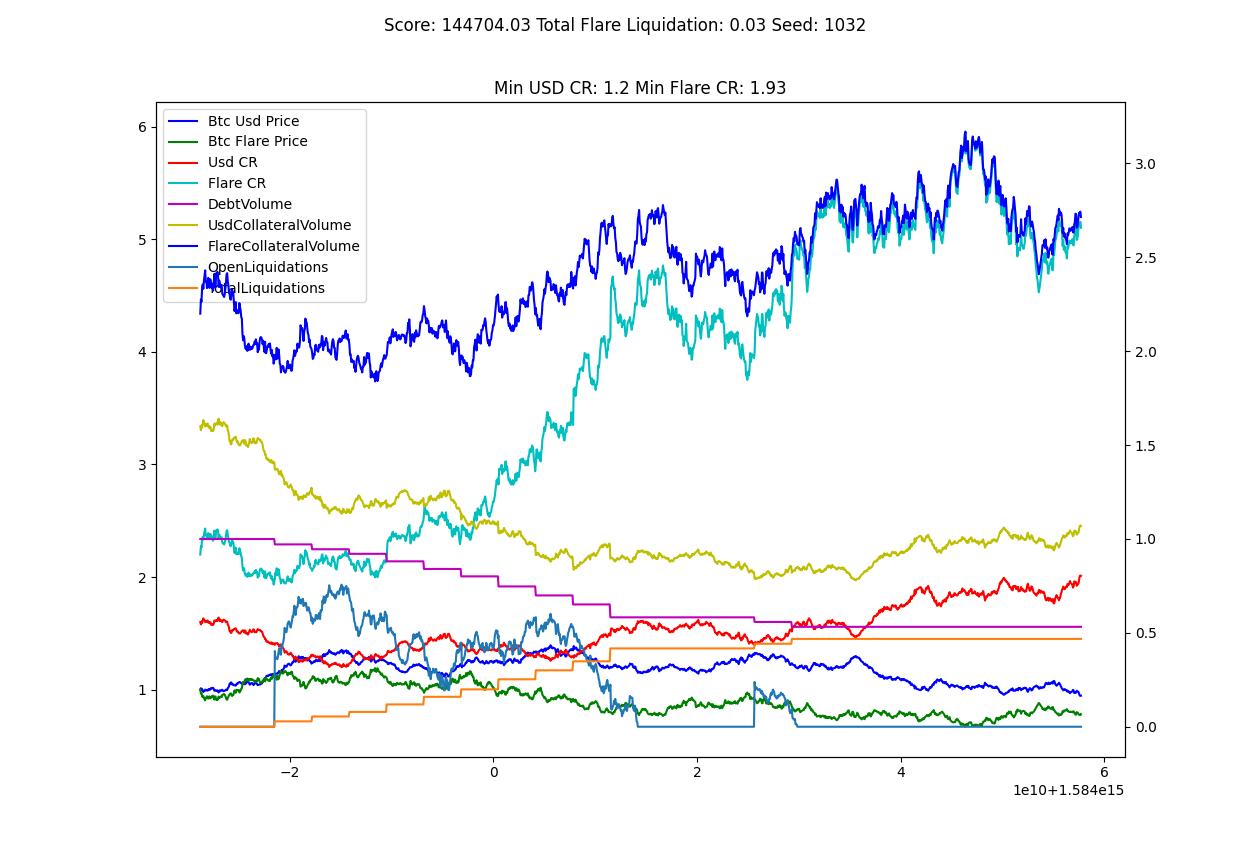 Score: 144704.03 Total Flare Liquidation: 0.03 Seed: 1032
Min USD CR: 1.2 Min Flare CR: 1.93
Btc Usd Price
Btc Flare Price
Usd CR
Flare CR
DebtVolume
UsdCollateralVolume
FlareCollateralVolume
OpenLiquidations
TotalLiquidations
6
5
4
3
2
1
3.0
2.5
2.0
1.5
1.0
0.5
0.0
−2 0 2 4 6
1e10+1.584e15